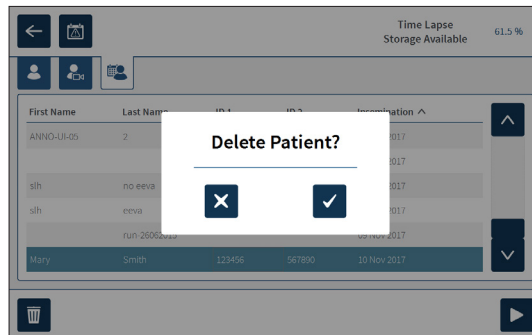 Time Lapse
Storage Available 61.5 %
First Name Last Name ID 1 ID 2 Insemination
ANNO-UI-05 2 2017
2017
slh no eeva 2017
slh eeva 2017
run-26062015 09 Nov 2017
Mary Smith 123456 567890 10 Nov 2017
Delete Patient?